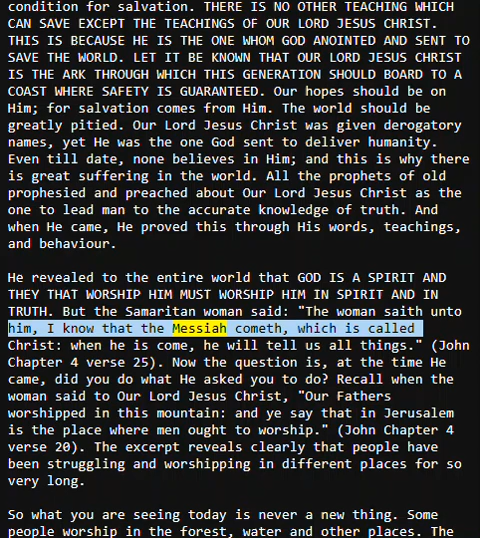 condition for salvation. THERE IS NO OTHER TEACHING WHICH
CAN SAVE EXCEPT THE TEACHINGS OF OUR LORD JESUS CHRIST.
THIS IS BECAUSE HE IS THE ONE WHOM GOD ANOINTED AND SENT TO
SAVE THE WORLD. LET IT BE KNOWN THAT OUR LORD JESUS CHRIST
IS THE ARK THROUGH WHICH THIS GENERATION SHOULD BOARD TO A
COAST WHERE SAFETY IS GUARANTEED. Our hopes should be on
Him; for salvation comes from Him. The world should be
greatly pitied. Our Lord Jesus Christ was given derogatory
names, yet He was the one God sent to deliver humanity.
Even till date, none believes in Him; and this is why there
is great suffering in the world. All the prophets of old
prophesied and preached about Our Lord Jesus Christ as the
one to lead man to the accurate knowledge of truth. And
when He came, He proved this through His words, teachings,
and behaviour.
He revealed to the entire world that GOD IS A SPIRIT AND
THEY THAT WORSHIP HIM MUST WORSHIP HIM IN SPIRIT AND IN
TRUTH. But the Samaritan woman said: "The woman saith unto
him, I know that the Messiah cometh, which is called
Christ: when he is come, he will tell us all things." (John
Chapter 4 verse 25). Now the question is, at the time He
came, did you do what He asked you to do? Recall when the
woman said to Our Lord Jesus Christ, "Our Fathers
worshipped in this mountain: and ye say that in Jerusalem
is the place where men ought to worship." (John Chapter 4
verse 20). The excerpt reveals clearly that people have
been struggling and worshipping in different places for so
very long.
So what you are seeing today is never a new thing. Some
people worship in the forest, water and other places. The